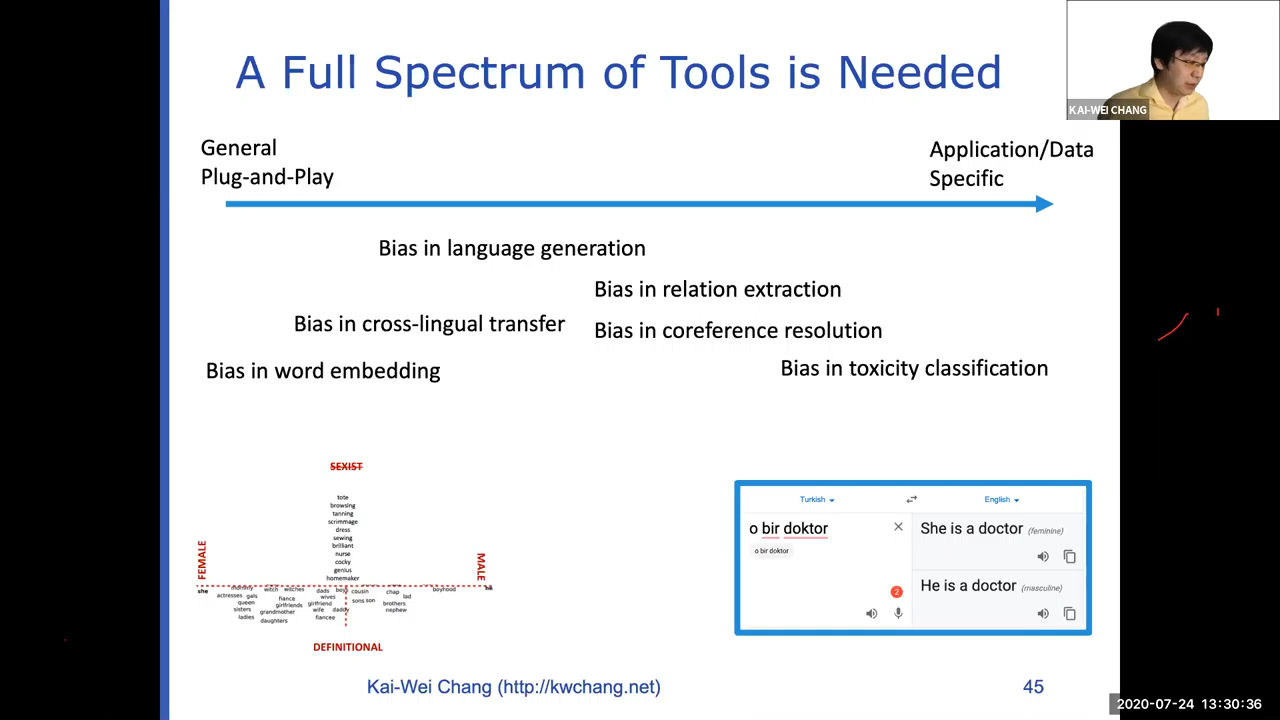 A Full Spectrum of Tools is Needed
KAI-WEI CHANG
General
Plug-and-Play
Application/Data
Specific
Bias in language generation
Bias in relation extraction
Bias in cross-lingual transfer
Bias in coreference resolution
Bias in word embedding
Bias in toxicity classification
SEXIST
tote
browsing
tanning
scrimmage
dress
sewing
brilliant
nurse
cocky
genius
homemaker
FEMALE
MALE
she
he
mommy
witch
witches
dads
boys
cousin
chap
boyhood
actresses
gals
wives
lad
fiance
queen
girlfriends
girlfriend
sons
son
brothers
sisters
grandmother
wife
daddy
nephew
ladies
daughters
fiancee
DEFINITIONAL
Turkish
English
o bir doktor
o bir doktor
2
She is a doctor (feminine)
He is a doctor (masculine)
Kai-Wei Chang (http://kwchang.net)
45
2020-07-24 13:30:36